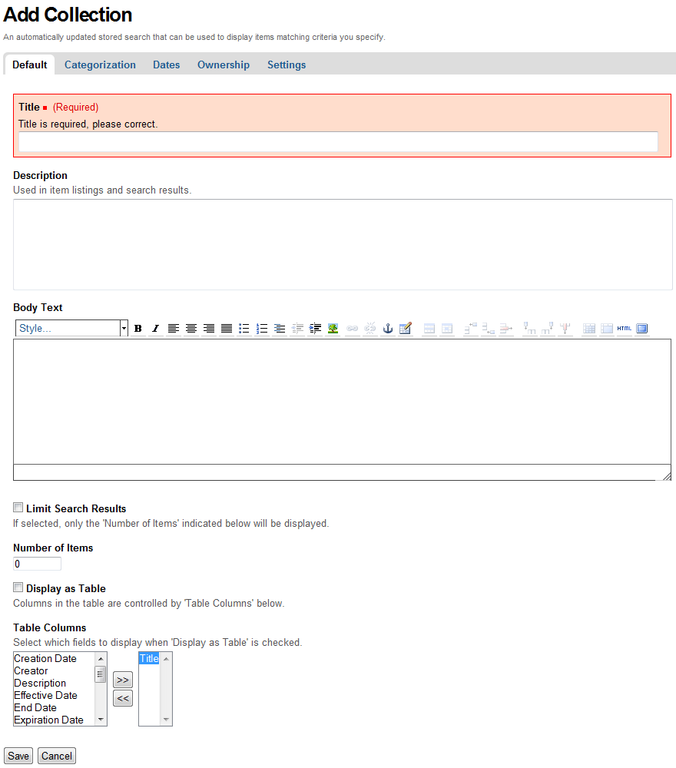 Add Collection
An automatically updated stored search that can be used to display items matching criteria you specify.
Default Categorization Dates Ownership Settings
Title (Required)
Title is required, please correct.
Description
Used in item listings and search results.
Body Text
Style... B I HTML
Limit Search Results
If selected, only the 'Number of Items' indicated below will be displayed.
Number of Items
0
Display as Table
Columns in the table are controlled by 'Table Columns' below.
Table Columns
Select which fields to display when 'Display as Table' is checked.
Creation Date
Creator
Description
Effective Date
End Date
Expiration Date
>>
<<
Title
Save Cancel